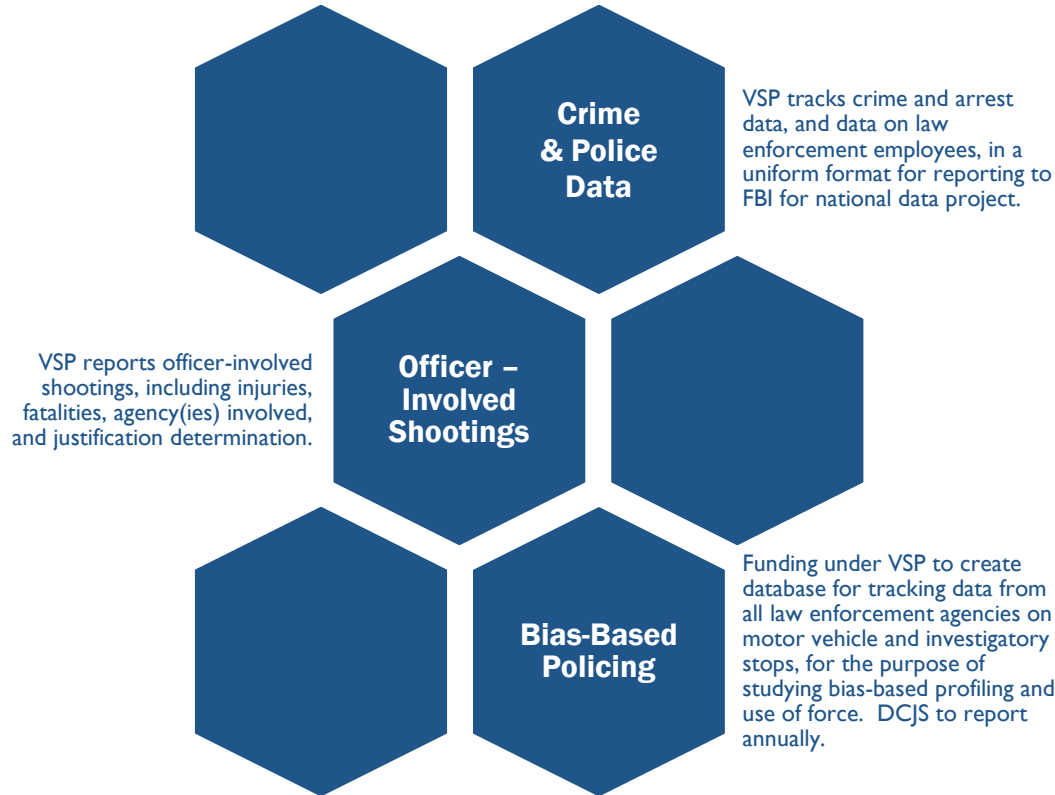 Crime
& Police
Data
VSP tracks crime and arrest
data, and data on law
enforcement employees, in a
uniform format for reporting to
FBI for national data project.
VSP reports officer-involved
shootings, including injuries,
fatalities, agency(ies) involved,
and justification determination.
Officer –
Involved
Shootings
Bias-Based
Policing
Funding under VSP to create
database for tracking data from
all law enforcement agencies on
motor vehicle and investigatory
stops, for the purpose of
studying bias-based profiling and
use of force.  DCJS to report
annually.